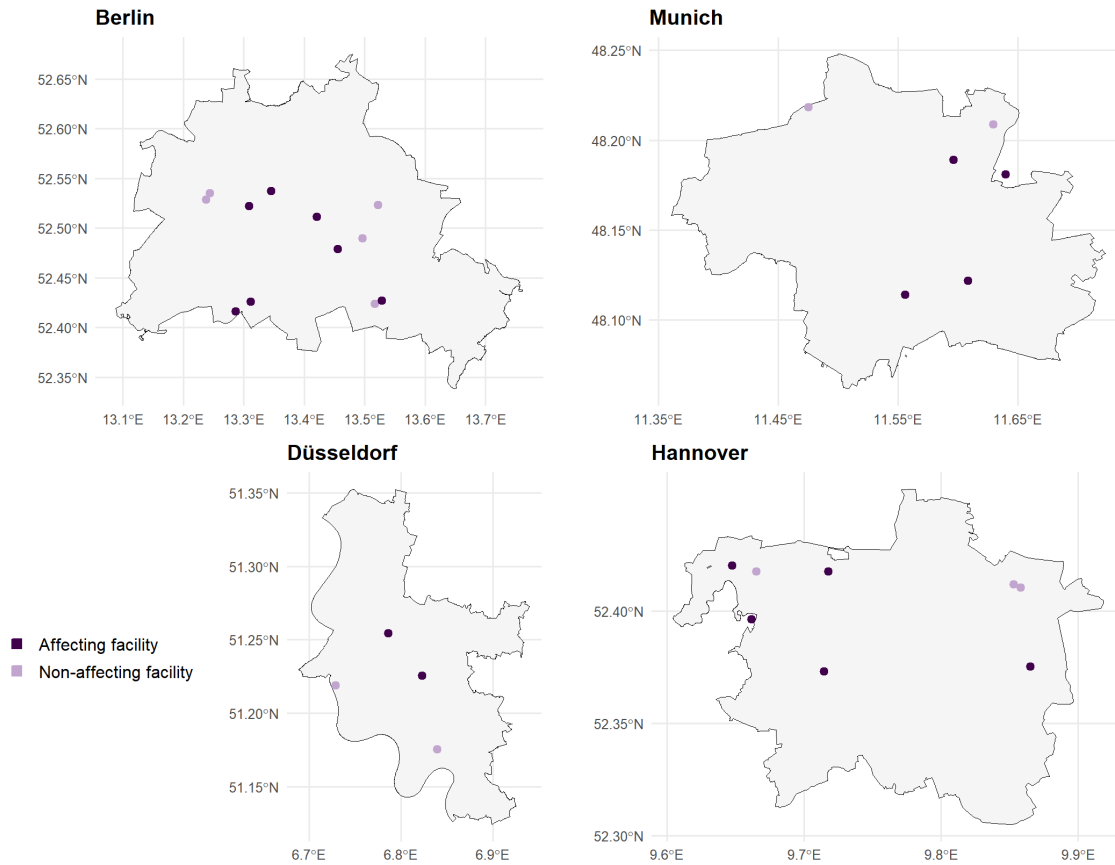 Berlin
52.65°N
52.60°N
52.55°N
52.50°N
52.45°N
52.40°N
52.35°N
13.1°E 13.2°E 13.3°E 13.4°E 13.5°E 13.6°E 13.7°E
Munich
48.25°N
48.20°N
48.15°N
48.10°N
11.35°E 11.45°E 11.55°E 11.65°E
Düsseldorf
51.35°N
51.30°N
51.25°N
51.20°N
51.15°N
6.7°E 6.8°E 6.9°E
Affecting facility
Non-affecting facility
Hannover
52.40°N
52.35°N
52.30°N
9.6°E 9.7°E 9.8°E 9.9°E